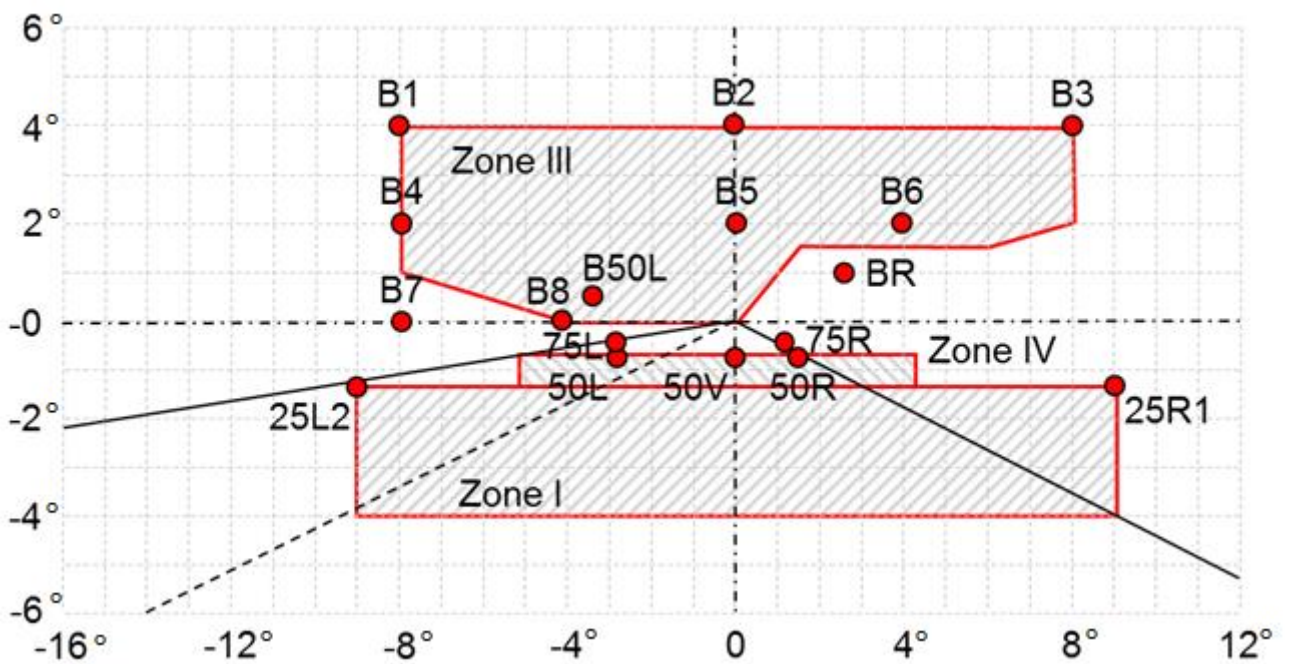 6°
B1 B2 B3
4°
Zone III
B4 B5 B6
2°
B50L BR
B7 B8
-0
75L 75R Zone IV
50L 50V 50R
-2°
25L2 25R1
Zone I
-4°
-6°
-16° -12° -8° -4° 0 4° 8° 12°